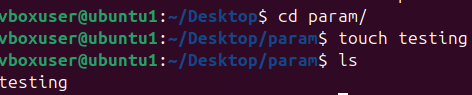 vboxuser@ubuntu1:~/Desktop$ cd param/
vboxuser@ubuntu1:~/Desktop/param$ touch testing
vboxuser@ubuntu1:~/Desktop/param$ ls
testing